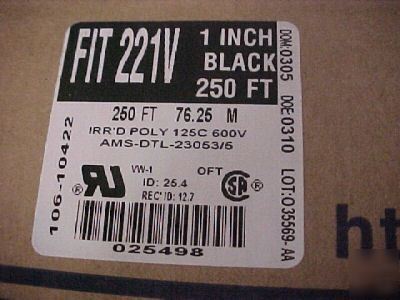 FIT 221V
1 INCH
BLACK
250 FT
250 FT 76.25 M
IRR'D POLY 125C 600V
AMS-DTL-23053/5
VW-1
OFT
ID: 25.4
REC' ID: 12.7
025498
106-10422
DOM:0305 DOE:0310 LOT:035569-AA
ht